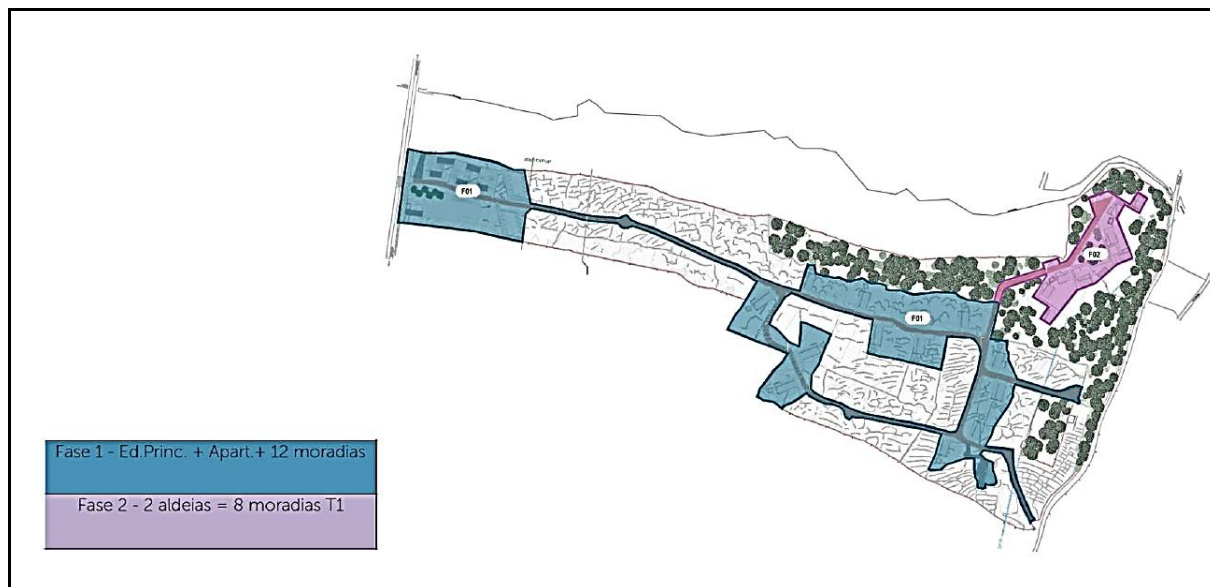 F01
F02
F01
Fase 1 - Ed.Princ. + Apart.+ 12 moradias
Fase 2 - 2 aldeias = 8 moradias T1